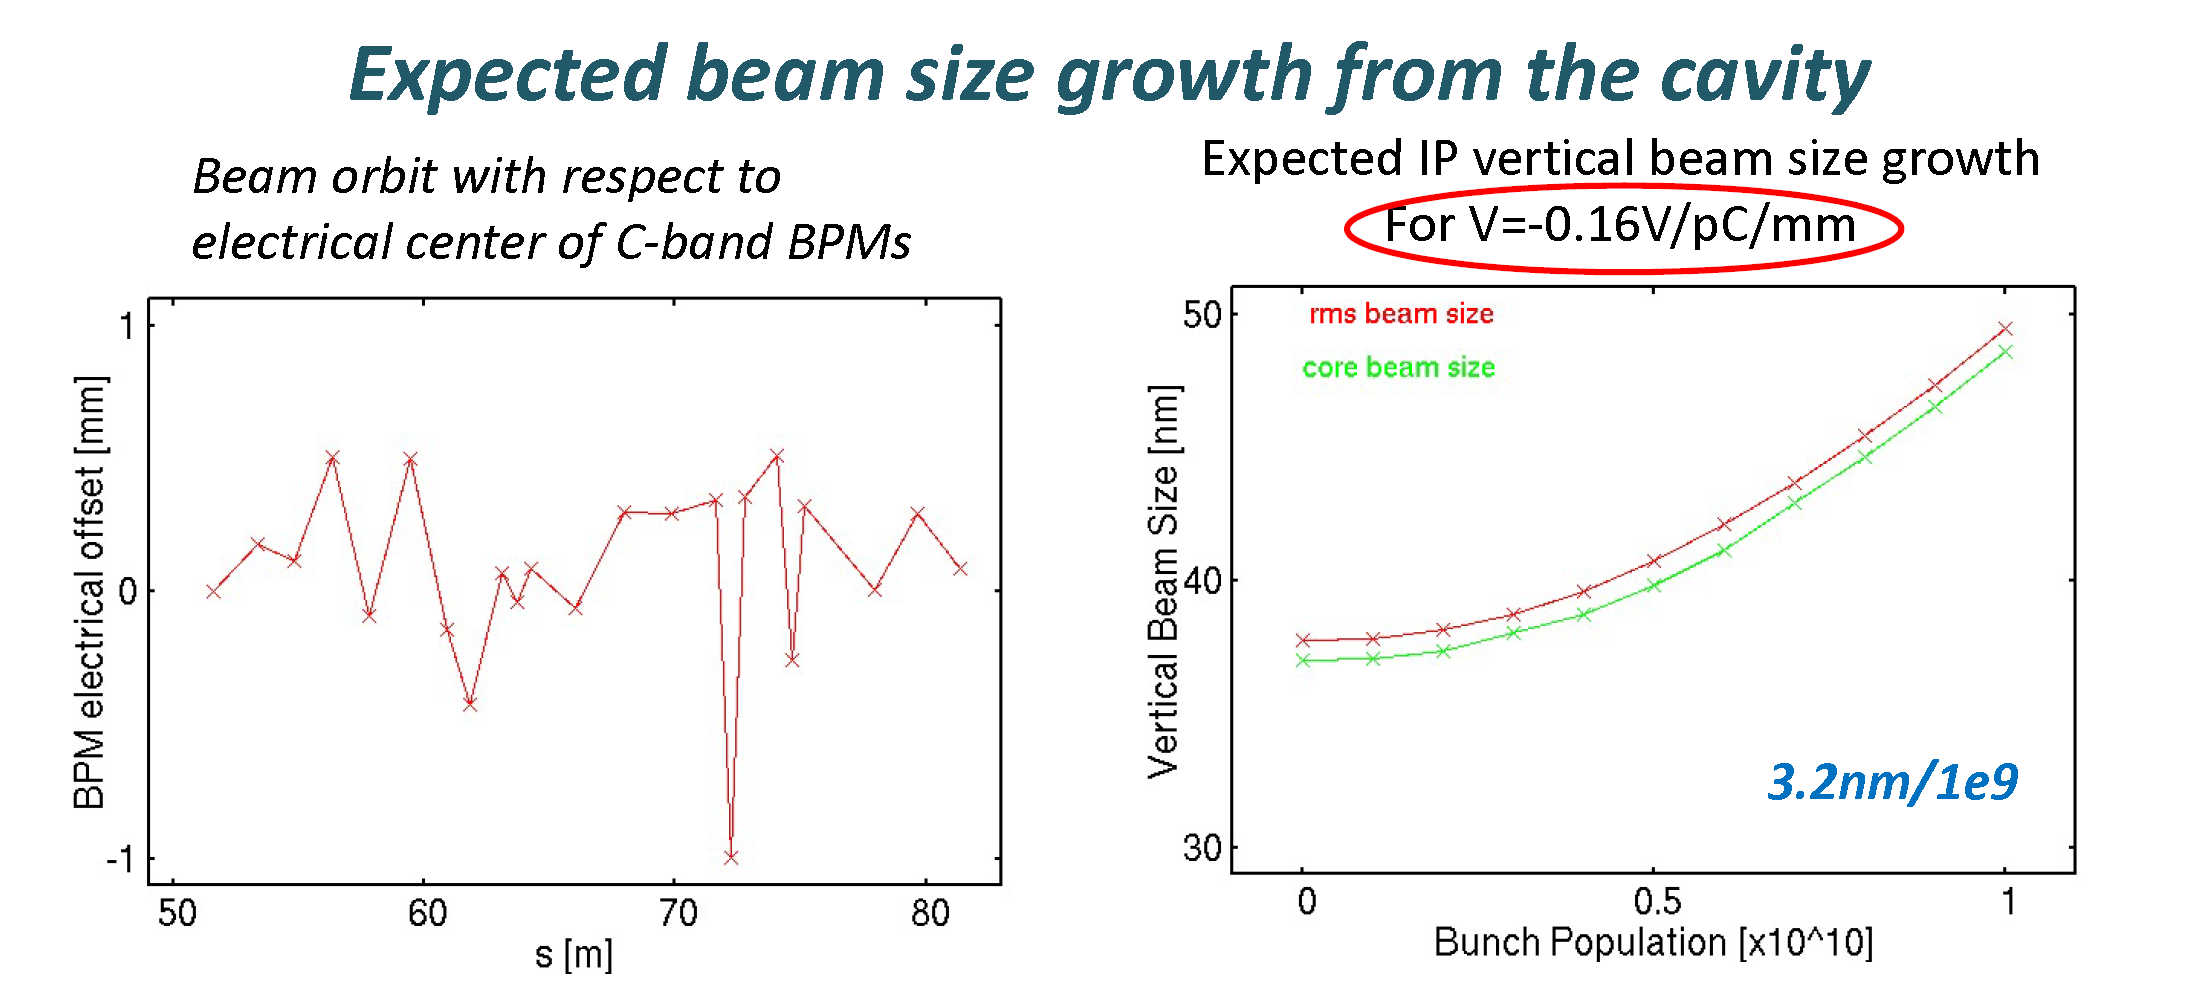 Expected beam size growth from the cavity
Beam orbit with respect to
electrical center of C-band BPMs
Expected IP vertical beam size growth
For V=-0.16V/pC/mm
BPM electrical offset [mm]
1
0
-1
50
60
70
80
s [m]
Vertical Beam Size [nm]
50
40
30
rms beam size
core beam size
3.2nm/1e9
0
0.5
1
Bunch Population [x10^10]